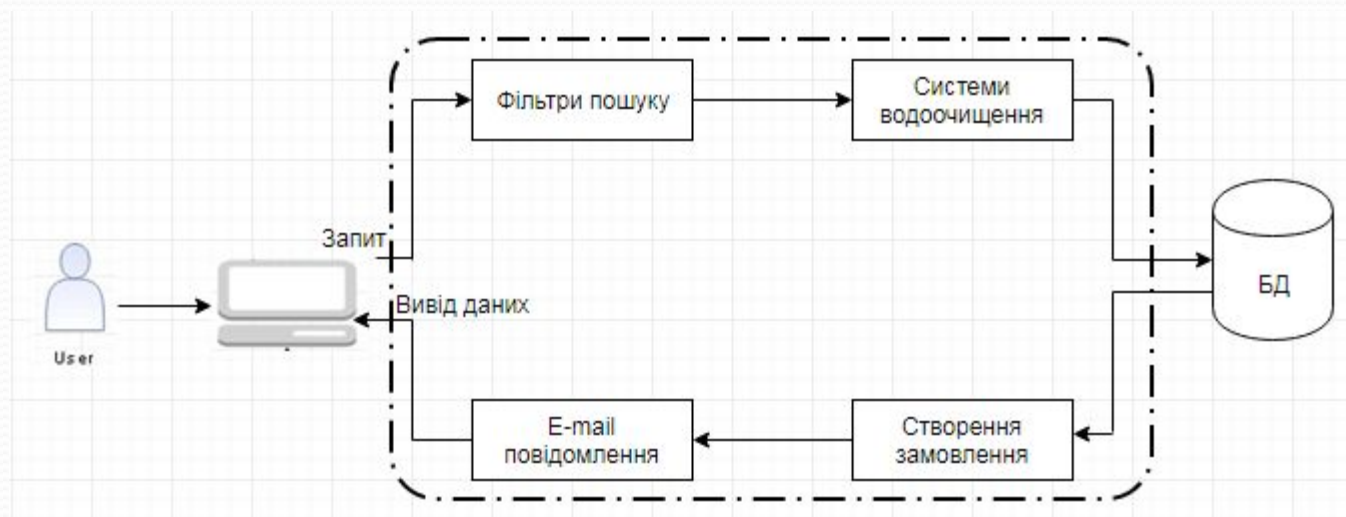 Фільтри пошуку
Системи
водоочищення
Запит
Вивід даних
БД
User
E-mail
повідомлення
Створення
замовлення